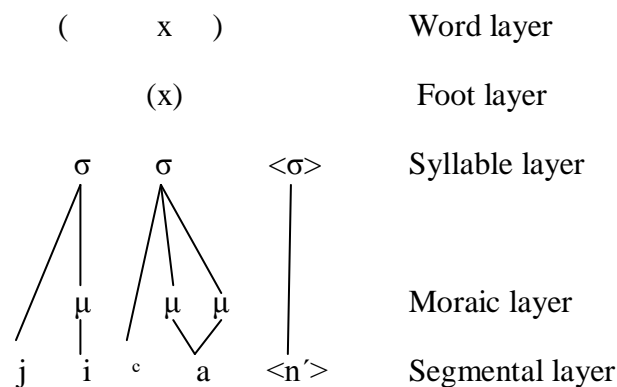 ( x ) Word layer
(x) Foot layer
σ σ <σ> Syllable layer
μ μ μ Moraic layer
j i c a <n´> Segmental layer